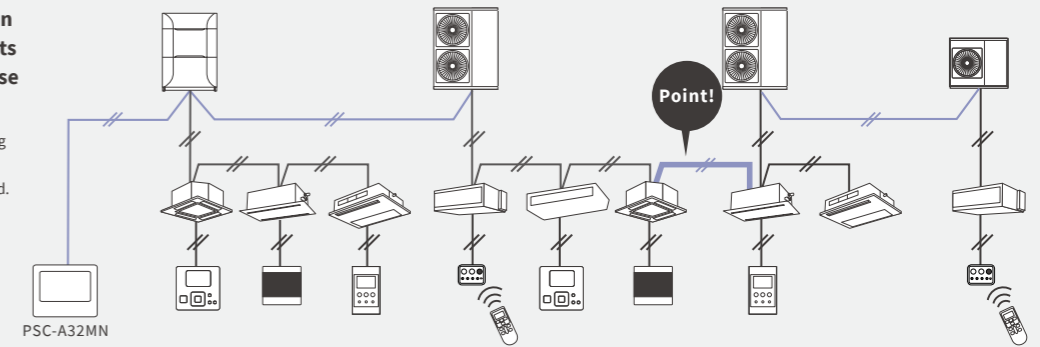 n
ts
se
g
d.
Point!
PSC-A32MN